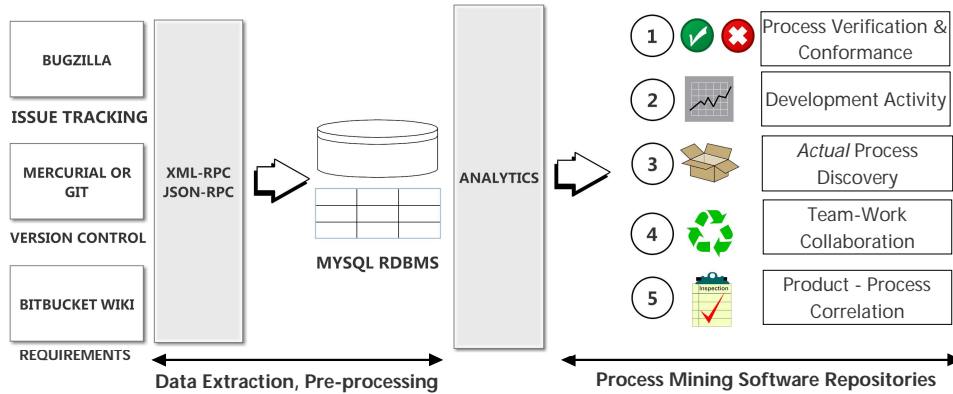 BUGZILLA
ISSUE TRACKING
MERCURIAL OR
GIT
VERSION CONTROL
BITBUCKET WIKI
REQUIREMENTS
XML-RPC
JSON-RPC
MYSQL RDBMS
Data Extraction, Pre-processing
ANALYTICS
1
Process Verification &
Conformance
2
Development Activity
3
Actual Process
Discovery
4
Team-Work
Collaboration
5
Inspection
Product - Process
Correlation
Process Mining Software Repositories